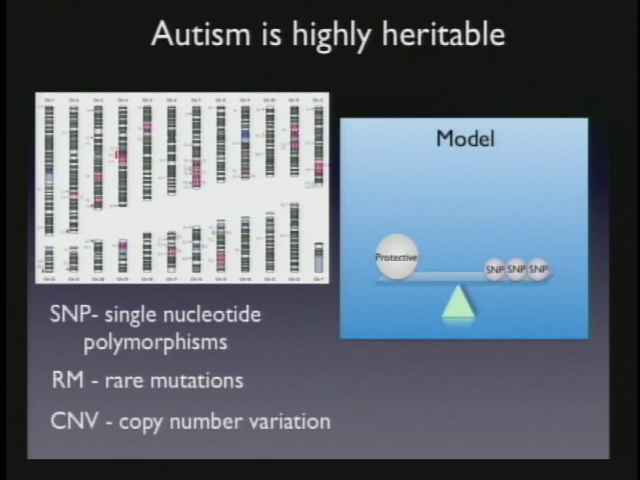 Autism is highly heritable
Model
Protective
SNP SNP SNP
SNP- single nucleotide
polymorphisms
RM - rare mutations
CNV - copy number variation